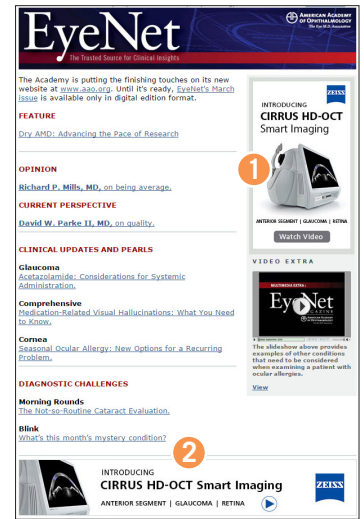 EyeNet
The Trusted Source for Clinical Insights
AMERICAN ACADEMY
OF OPHTHALMOLOGY
The Eye M.D. Association
The Academy is putting the finishing touches on its new
website at www.aao.org. Until it's ready, EyeNet's March
issue is available only in digital edition format.
FEATURE
Dry AMD: Advancing the Pace of Research
OPINION
Richard P. Mills, MD, on being average.
CURRENT PERSPECTIVE
David W. Parke II, MD, on quality.
CLINICAL UPDATES AND PEARLS
Glaucoma
Acetazolamide: Considerations for Systemic
Administration.
Comprehensive
Medication-Related Visual Hallucinations: What You Need
to Know.
Cornea
Seasonal Ocular Allergy: New Options for a Recurring
Problem.
DIAGNOSTIC CHALLENGES
Morning Rounds
The Not-so-Routine Cataract Evaluation.
Blink
What's this month's mystery condition?
ZEISS
INTRODUCING
CIRRUS HD-OCT
Smart Imaging
1
ANTERIOR SEGMENT | GLAUCOMA | RETINA
Watch Video
VIDEO EXTRA
MULTIMEDIA EXTRA:
EyeNet
MAGAZINE
The slideshow above provides
examples of other conditions
that need to be considered
when examining a patient with
ocular allergies.
View
2
INTRODUCING
CIRRUS HD-OCT Smart Imaging
ANTERIOR SEGMENT | GLAUCOMA | RETINA
ZEISS